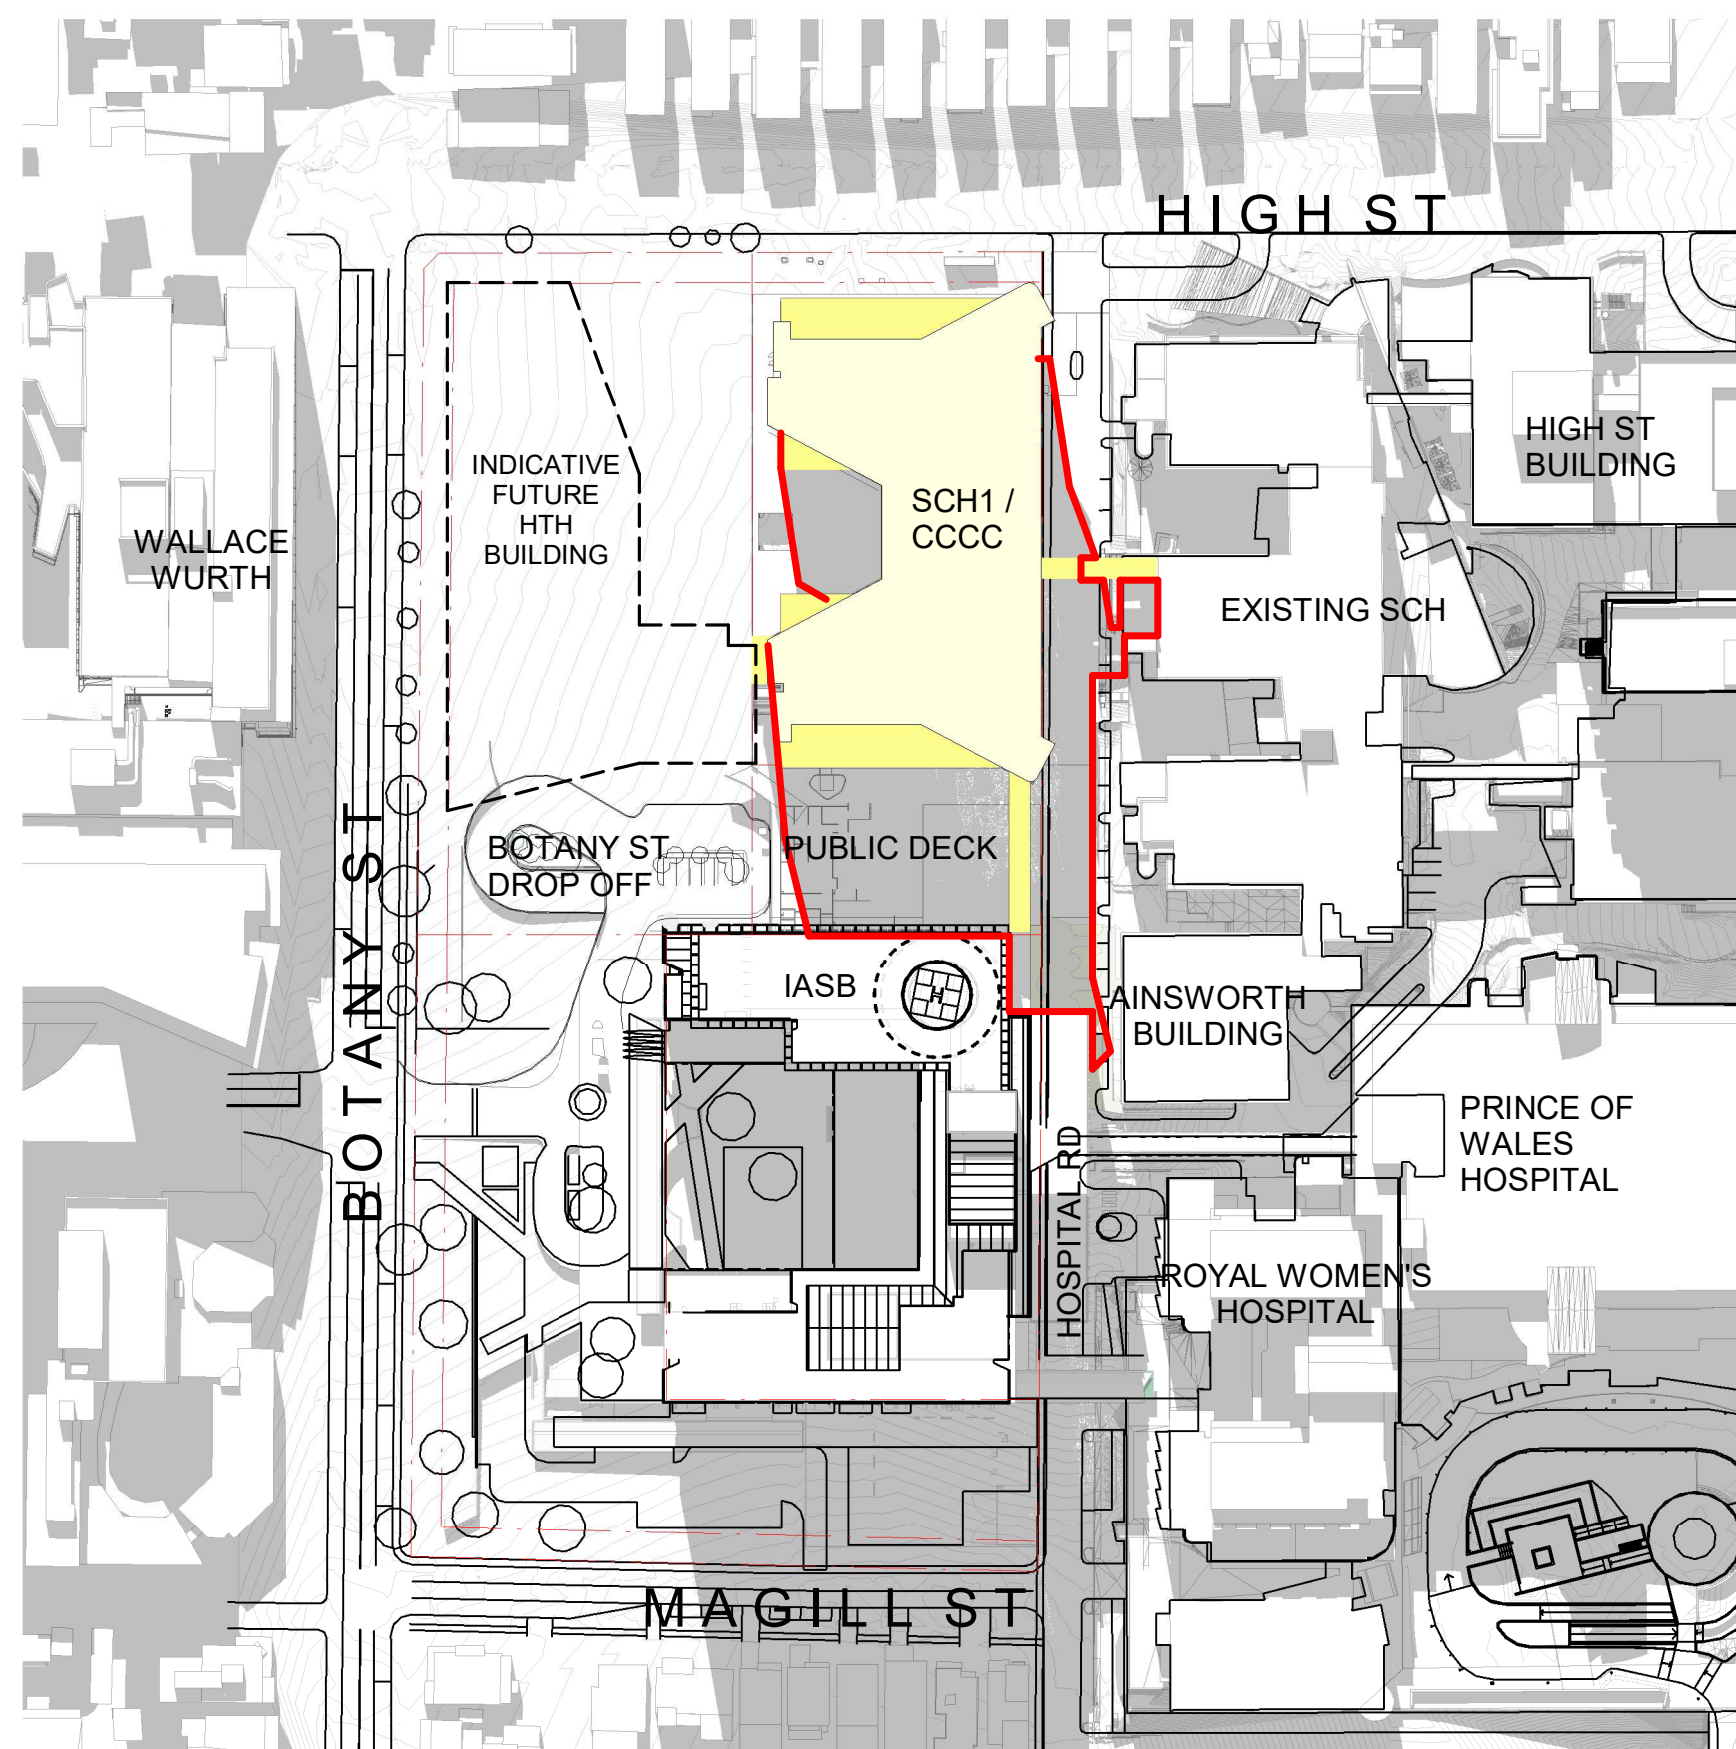 HIGH ST
HIGH ST
BUILDING
INDICATIVE
FUTURE
HTH
BUILDING
SCH1 /
CCCC
WALLACE
WURTH
EXISTING SCH
BOTANY ST
DROP OFF
PUBLIC DECK
BOTANY ST
IASB
H
AINSWORTH
BUILDING
PRINCE OF
WALES
HOSPITAL
HOSPITAL RD
ROYAL WOMEN'S
HOSPITAL
MAGILL ST